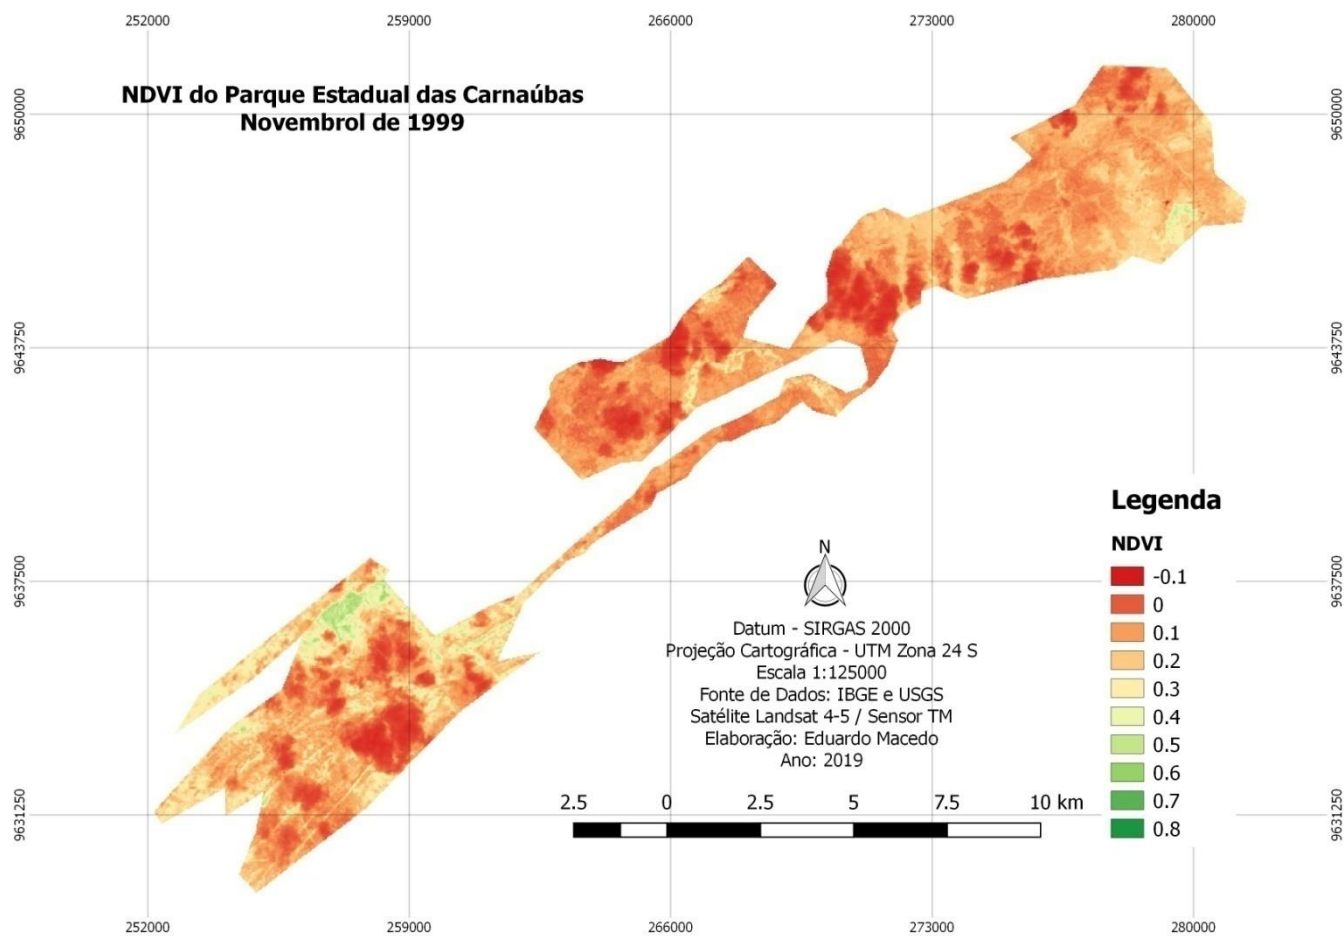 252000 259000 266000 273000 280000
NDVI do Parque Estadual das Carnaúbas
Novembrol de 1999
9650000 9650000
9643750 9643750
Legenda
NDVI
-0.1
0
0.1
0.2
0.3
0.4
0.5
0.6
0.7
0.8
N
9637500 9637500
Datum - SIRGAS 2000
Projeção Cartográfica - UTM Zona 24 S
Escala 1:125000
Fonte de Dados: IBGE e USGS
Satélite Landsat 4-5 / Sensor TM
Elaboração: Eduardo Macedo
Ano: 2019
2.5 0 2.5 5 7.5 10 km
9631250 9631250
252000 259000 266000 273000 280000